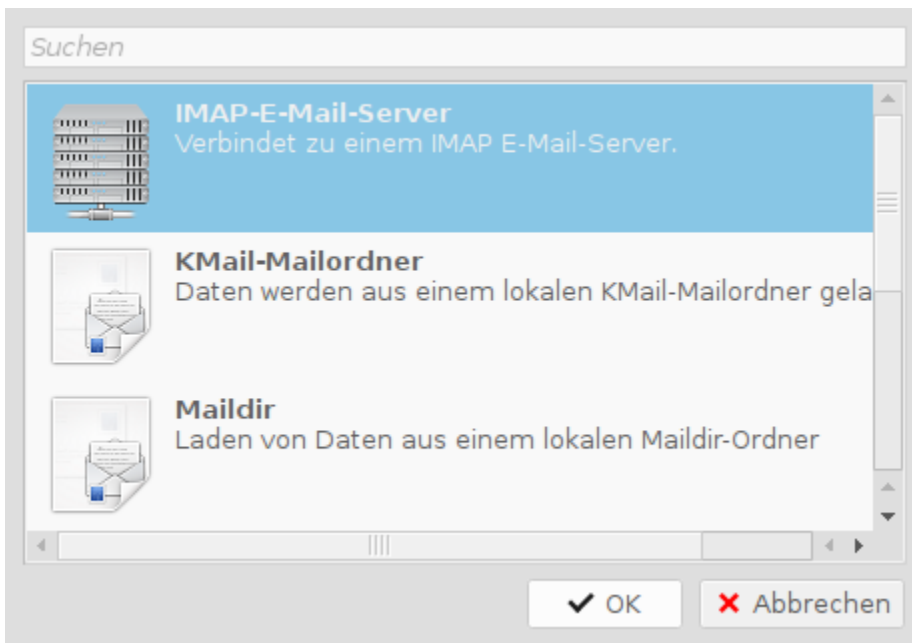 Suchen
IMAP-E-Mail-Server
Verbindet zu einem IMAP E-Mail-Server.
KMail-Mailordner
Daten werden aus einem lokalen KMail-Mailordner gela
Maildir
Laden von Daten aus einem lokalen Maildir-Ordner
OK
Abbrechen